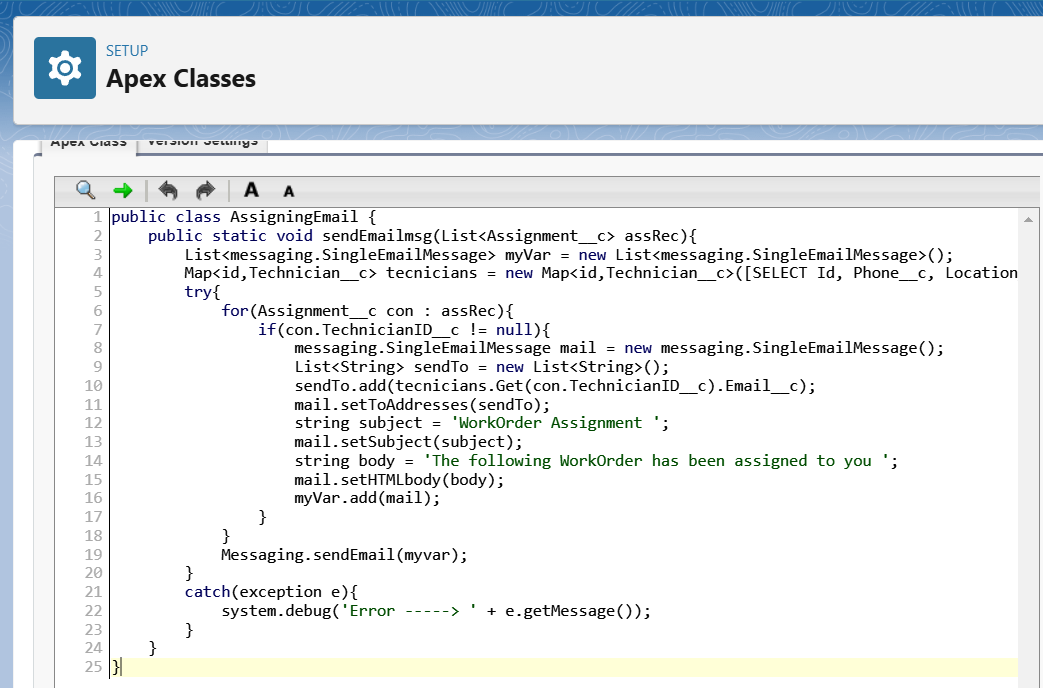 SETUP
Apex Classes
Apex Class Version Settings
A A
1 public class AssigningEmail {
2 public static void sendEmailmsg(List<Assignment__c> assRec){
3 List<messaging.SingleEmailMessage> myVar = new List<messaging.SingleEmailMessage>();
4 Map<id,Technician__c> tecnicians = new Map<id,Technician__c>([SELECT Id, Phone__c, Location
5 try{
6 for(Assignment__c con : assRec){
7 if(con.TechnicianID__c != null){
8 messaging.SingleEmailMessage mail = new messaging.SingleEmailMessage();
9 List<String> sendTo = new List<String>();
10 sendTo.add(tecnicians.Get(con.TechnicianID__c).Email__c);
11 mail.setToAddresses(sendTo);
12 string subject = 'WorkOrder Assignment ';
13 mail.setSubject(subject);
14 string body = 'The following WorkOrder has been assigned to you ';
15 mail.setHTMLbody(body);
16 myVar.add(mail);
17 }
18 }
19 Messaging.sendEmail(myvar);
20 }
21 catch(exception e){
22 system.debug('Error -----> ' + e.getMessage());
23 }
24 }
25 }